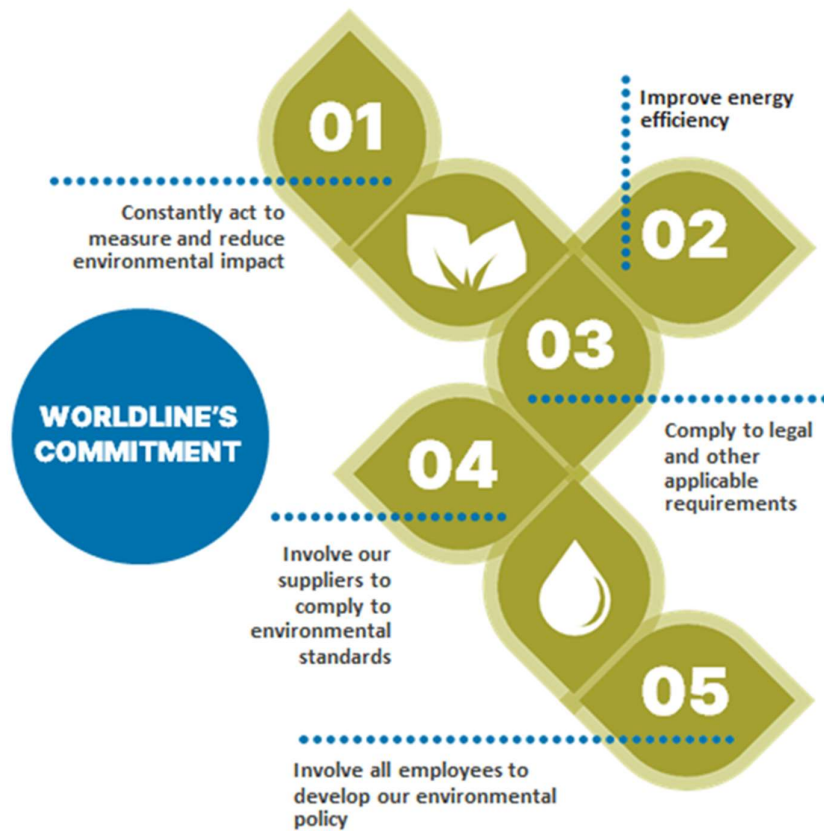 01
Constantly act to
measure and reduce
environmental impact
Improve energy
efficiency
02
03
Comply to legal
and other
applicable
requirements
WORLDLINE'S
COMMITMENT
04
Involve our
suppliers to
comply to
environmental
standards
05
Involve all employees to
develop our environmental
policy